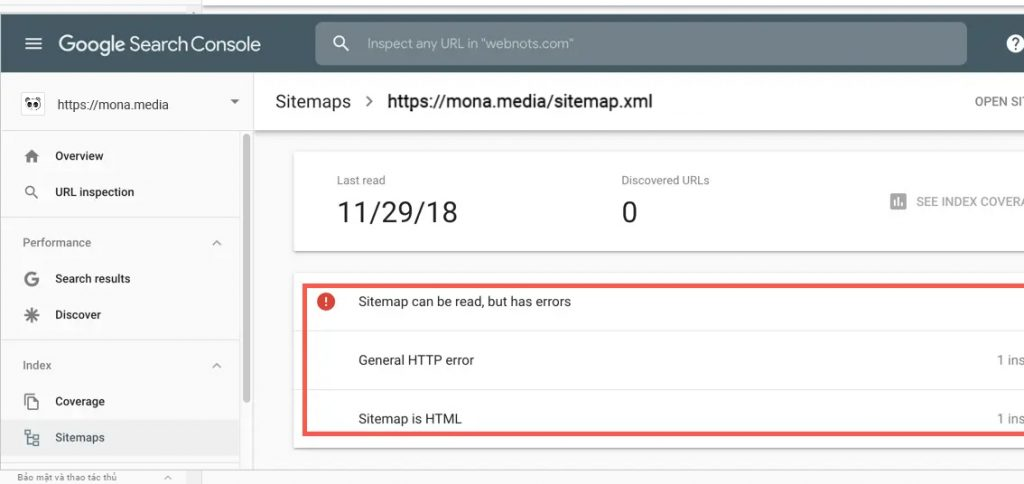 Google Search Console
Inspect any URL in "webnots.com"
https://mona.media
Sitemaps > https://mona.media/sitemap.xml
OPEN SIT
Overview
URL inspection
Performance
Search results
Discover
Index
Coverage
Sitemaps
Last read
11/29/18
Discovered URLs
0
SEE INDEX COVERA
Sitemap can be read, but has errors
General HTTP error
1 ins
Sitemap is HTML
1 ins
Bảo mật và thao tác thủ